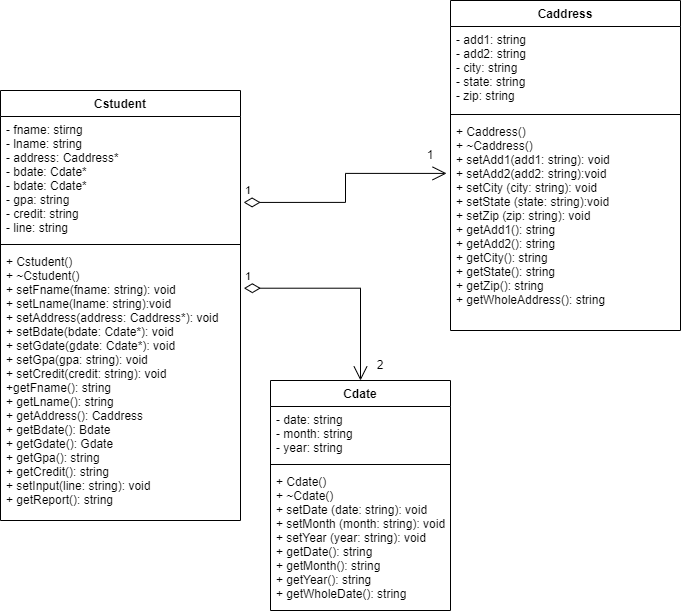 Cstudent
- fname: stirng
- lname: string
- address: Caddress*
- bdate: Cdate*
- bdate: Cdate*
- gpa: string
- credit: string
- line: string
+ Cstudent()
+ ~Cstudent()
+ setFname(fname: string): void
+ setLname(lname: string):void
+ setAddress(address: Caddress*): void
+ setBdate(bdate: Cdate*): void
+ setGdate(gdate: Cdate*): void
+ setGpa(gpa: string): void
+ setCredit(credit: string): void
+getFname(): string
+ getLname(): string
+ getAddress(): Caddress
+ getBdate(): Bdate
+ getGdate(): Gdate
+ getGpa(): string
+ getCredit(): string
+ setInput(line: string): void
+ getReport(): string
1
1
1
2
Caddress
- add1: string
- add2: string
- city: string
- state: string
- zip: string
+ Caddress()
+ ~Caddress()
+ setAdd1(add1: string): void
+ setAdd2(add2: string):void
+ setCity (city: string): void
+ setState (state: string):void
+ setZip (zip: string): void
+ getAdd1(): string
+ getAdd2(): string
+ getCity(): string
+ getState(): string
+ getZip(): string
+ getWholeAddress(): string
Cdate
- date: string
- month: string
- year: string
+ Cdate()
+ ~Cdate()
+ setDate (date: string): void
+ setMonth (month: string): void
+ setYear (year: string): void
+ getDate(): string
+ getMonth(): string
+ getYear(): string
+ getWholeDate(): string